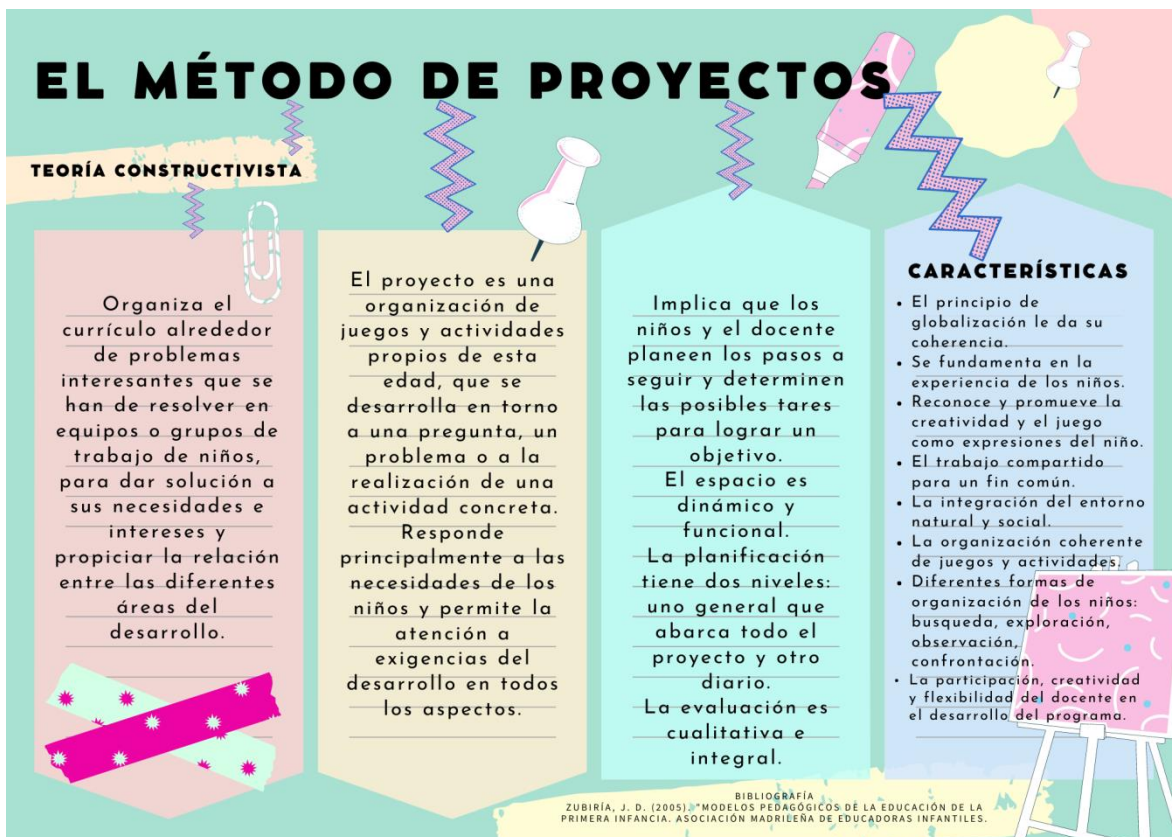 EL MÉTODO DE PROYECTOS
TEORÍA CONSTRUCTIVISTA
Organiza el
currículo alrededor
de problemas
interesantes que se
han de resolver en
equipos o grupos de
trabajo de niños,
para dar solución a
sus necesidades e
intereses y
propiciar la relación
entre las diferentes
áreas del
desarrollo.
El proyecto es una
organización de
juegos y actividades
propios de esta
edad, que se
desarrolla en torno
a una pregunta, un
problema o a la
realización de una
actividad concreta.
Responde
principalmente a las
necesidades de los
niños y permite la
atención a
exigencias del
desarrollo en todos
los aspectos.
Implica que los
niños y el docente
planeen los pasos a
seguir y determinen
las posibles tares
para lograr un
objetivo.
El espacio es
dinámico y
funcional.
La planificación
tiene dos niveles:
uno general que
abarca todo el
proyecto y otro
diario.
La evaluación es
cualitativa e
integral.
CARACTERÍSTICAS
• El principio de
globalización le da su
coherencia.
• Se fundamenta en la
experiencia de los niños.
• Reconoce y promueve la
creatividad y el juego
como expresiones del niño.
• El trabajo compartido
para un fin común.
• La integración del entorno
natural y social.
• La organización coherente
de juegos y actividades.
• Diferentes formas de
organización de los niños:
busqueda, exploración,
observación,
confrontación.
• La participación, creatividad
y flexibilidad del docente en
el desarrollo del programa.
BIBLIOGRAFÍA
ZUBIRÍA, J. D. (2005). "MODELOS PEDAGÓGICOS DE LA EDUCACIÓN DE LA
PRIMERA INFANCIA. ASOCIACIÓN MADRILEÑA DE EDUCADORAS INFANTILES.